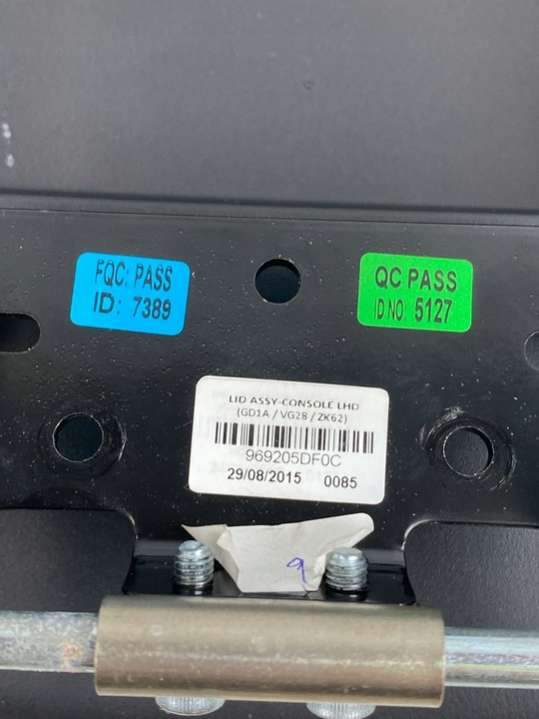 FQC: PASS
ID: 7389
QC PASS
ID NO 5127
LID ASSY-CONSOLE LHD
(GD1A / VG28 / ZK62)
969205DF0C
29/08/2015 0085
9